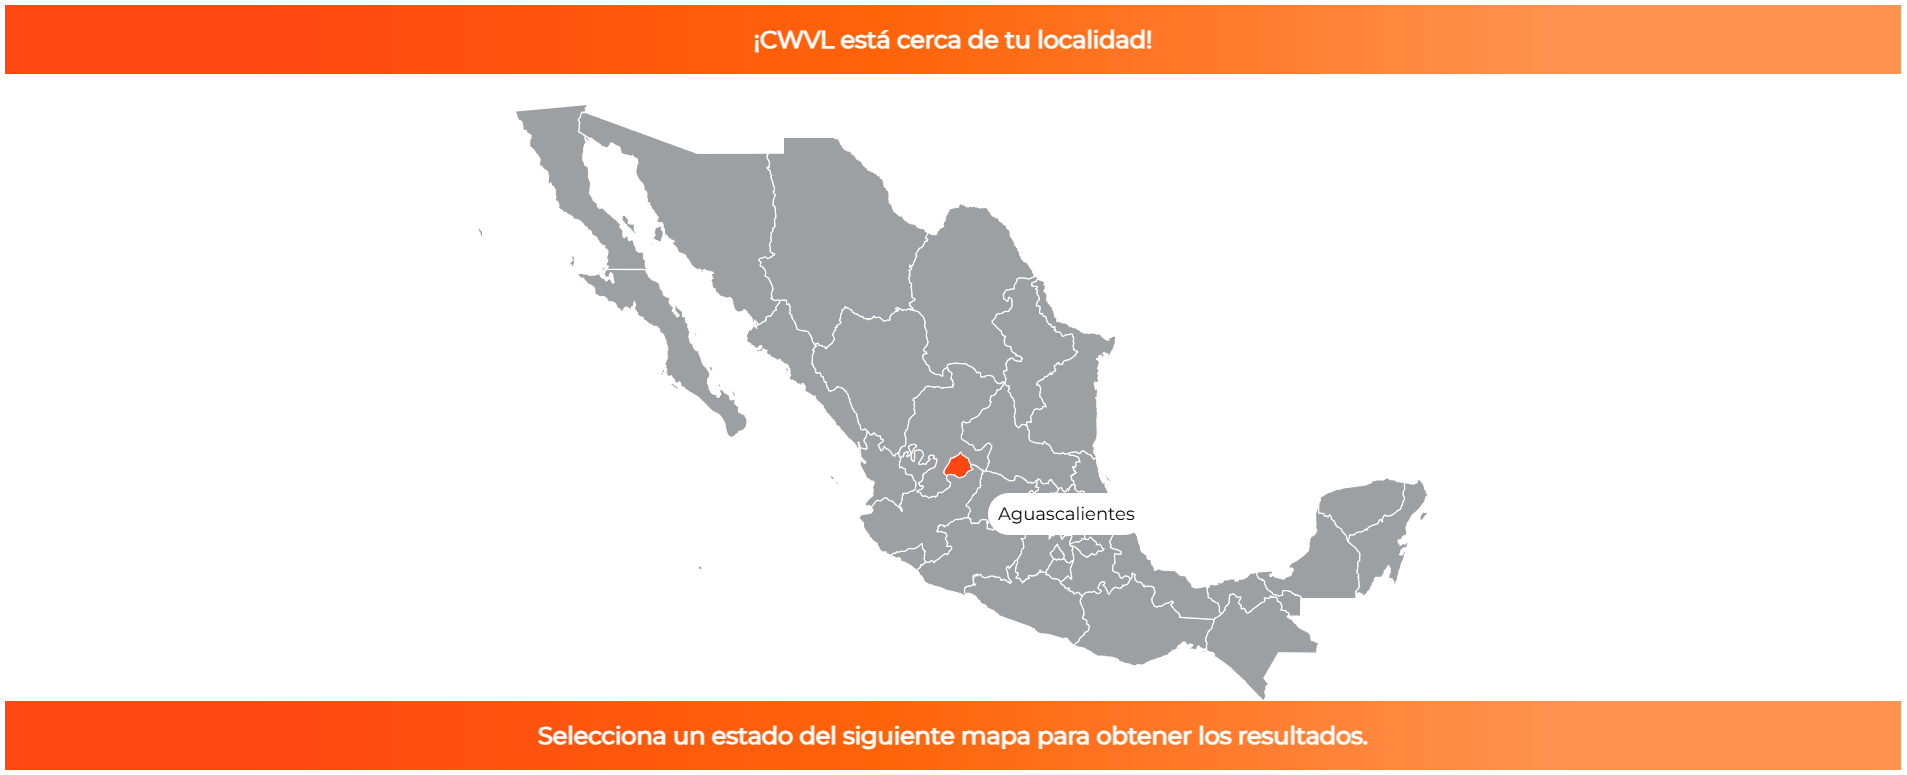 ¡CWVL está cerca de tu localidad!
Aguascalientes
Selecciona un estado del siguiente mapa para obtener los resultados.